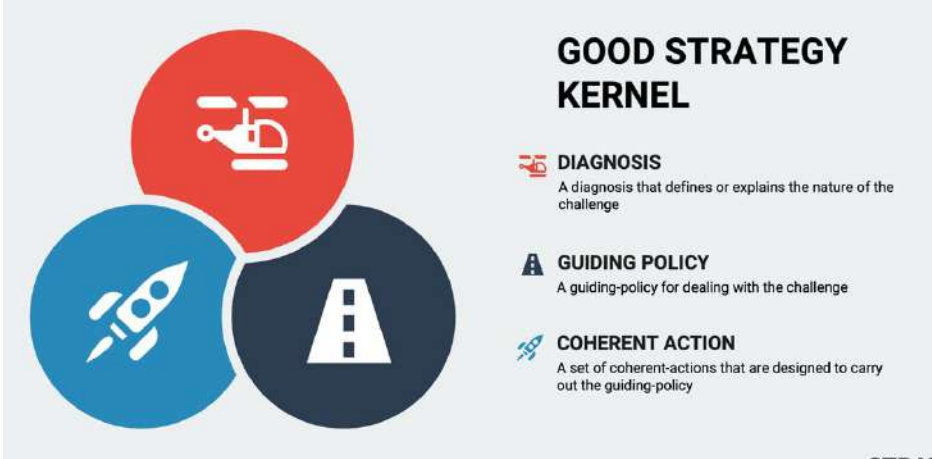 GOOD STRATEGY
KERNEL
DIAGNOSIS
A diagnosis that defines or explains the nature of the
challenge
GUIDING POLICY
A guiding-policy for dealing with the challenge
COHERENT ACTION
A set of coherent-actions that are designed to carry
out the guiding-policy